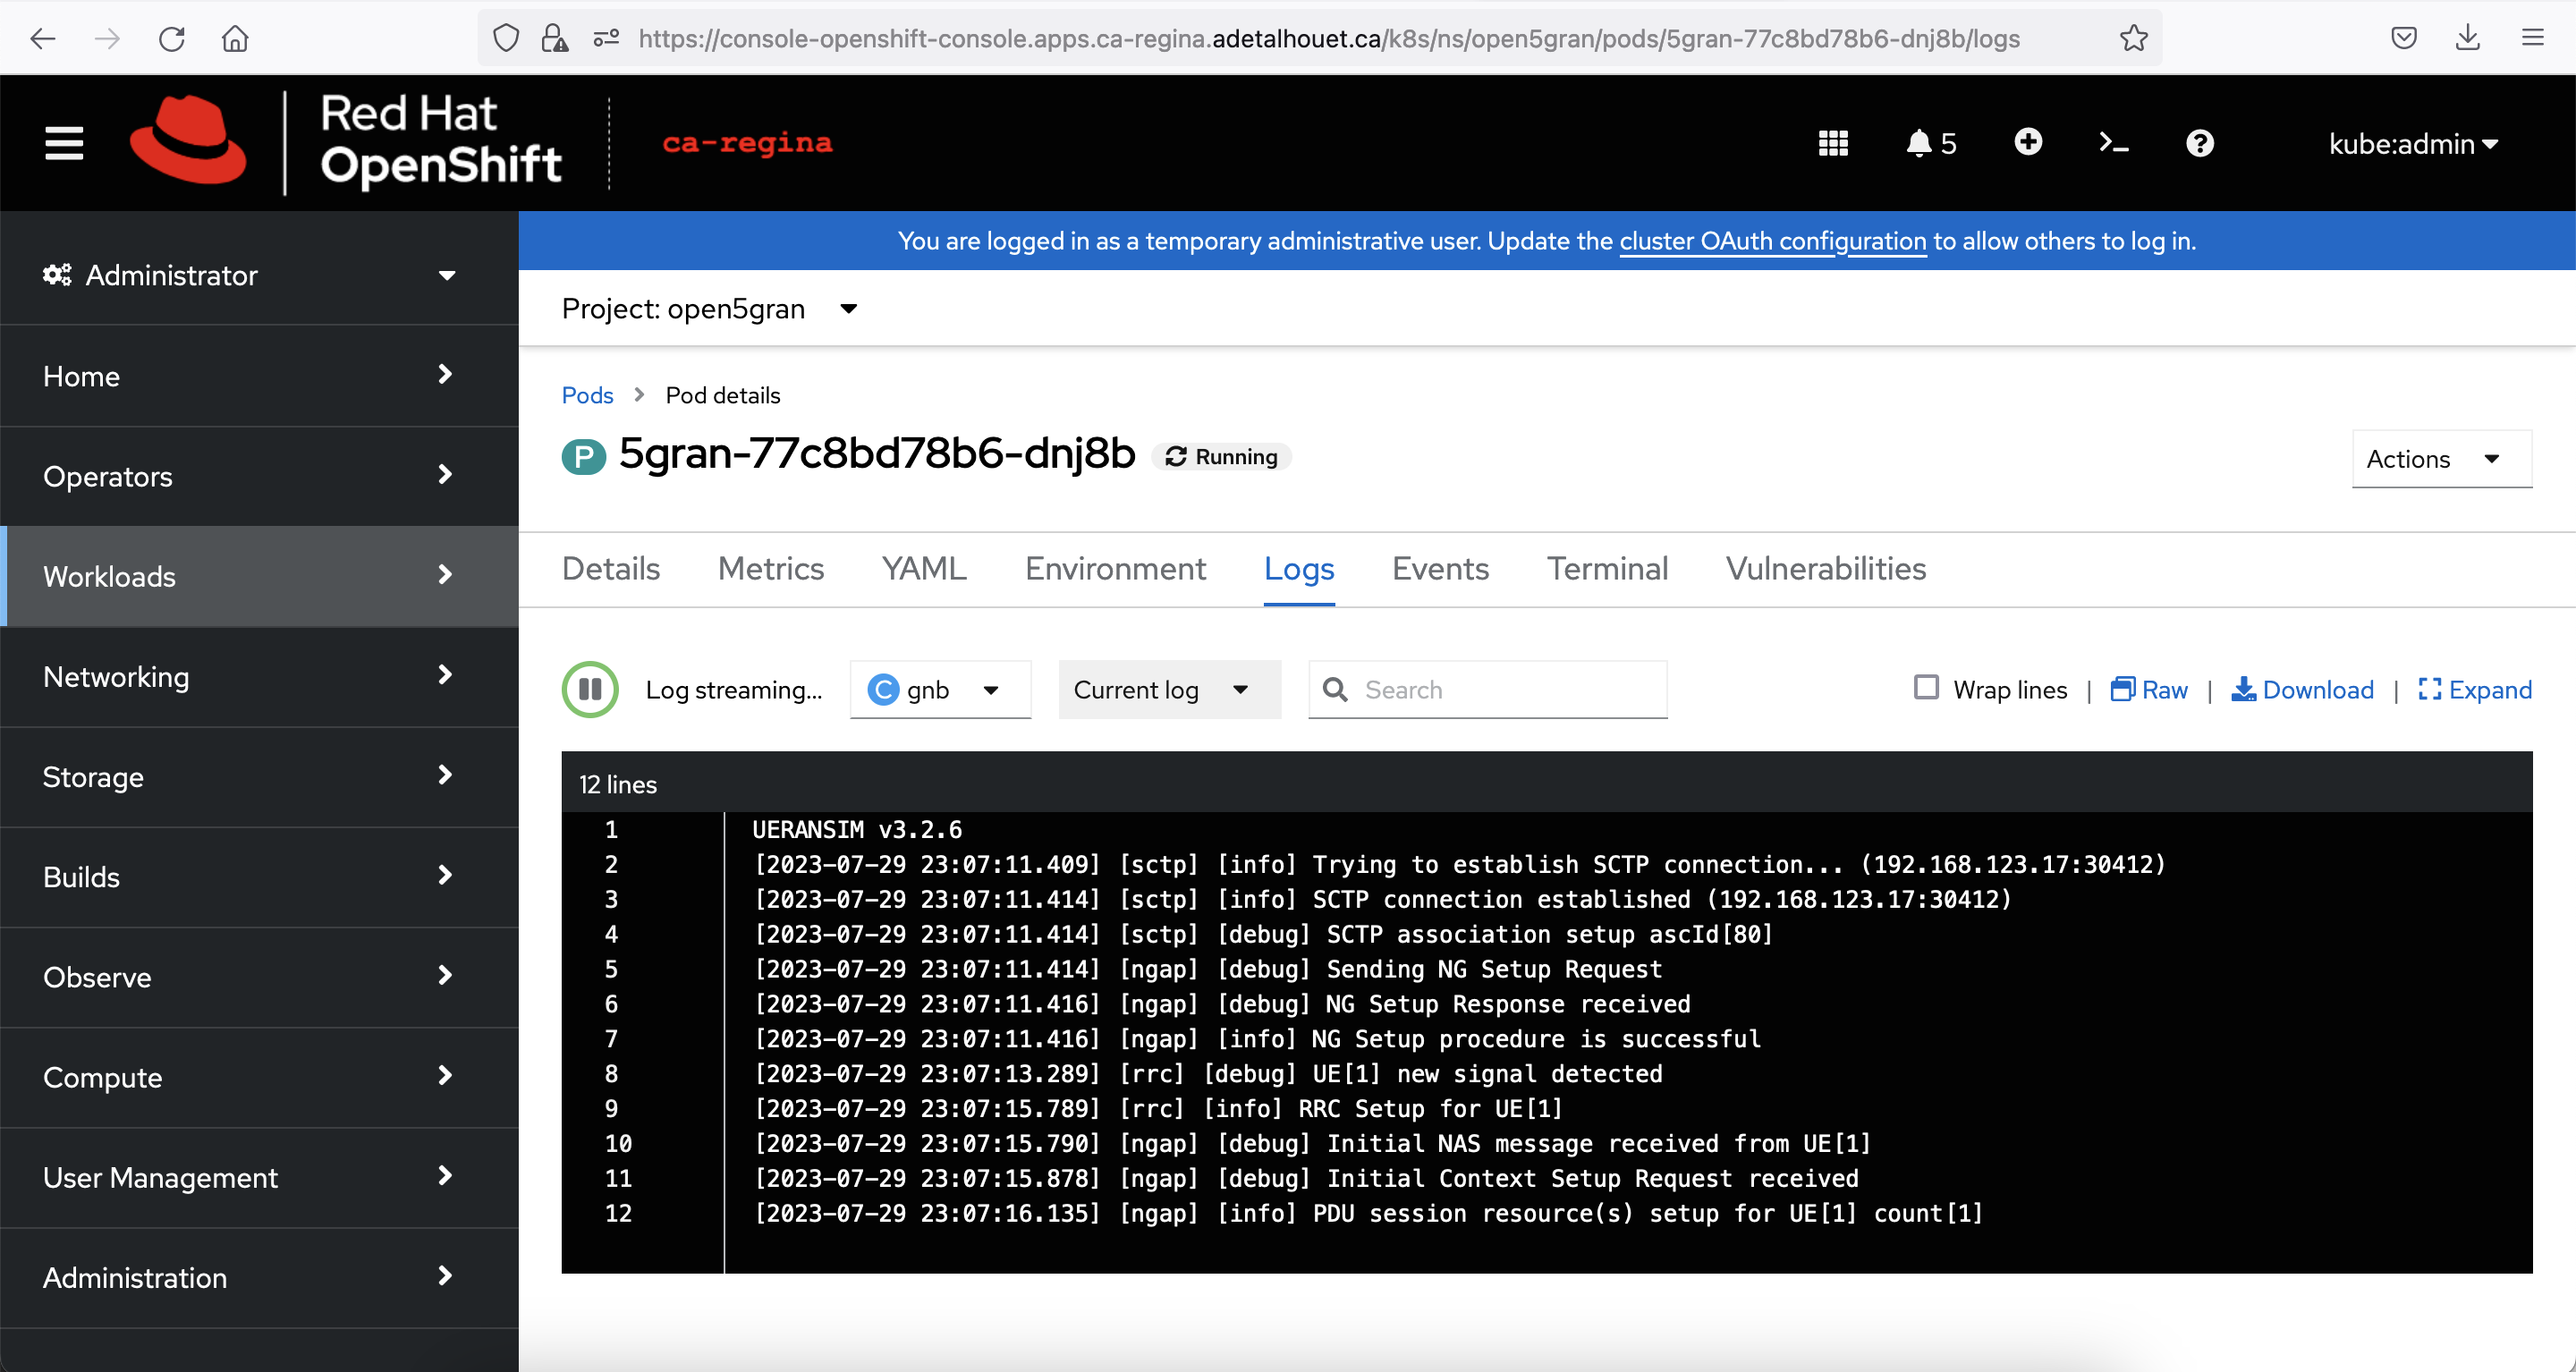 https://console-openshift-console.apps.ca-regina.adetalhouet.ca/k8s/ns/open5gran/pods/5gran-77c8bd78b6-dnj8b/logs
Red Hat
OpenShift
ca-regina
5
kube:admin
You are logged in as a temporary administrative user. Update the cluster OAuth configuration to allow others to log in.
Administrator
Home
Operators
Workloads
Networking
Storage
Builds
Observe
Compute
User Management
Administration
Project: open5gran
Pods > Pod details
P 5gran-77c8bd78b6-dnj8b Running
Actions
Details Metrics YAML Environment Logs Events Terminal Vulnerabilities
Log streaming... C gnb Current log Search Wrap lines | Raw | Download | Expand
12 lines
1 UERANSIM v3.2.6
2 [2023-07-29 23:07:11.409] [sctp] [info] Trying to establish SCTP connection... (192.168.123.17:30412)
3 [2023-07-29 23:07:11.414] [sctp] [info] SCTP connection established (192.168.123.17:30412)
4 [2023-07-29 23:07:11.414] [sctp] [debug] SCTP association setup ascId[80]
5 [2023-07-29 23:07:11.414] [ngap] [debug] Sending NG Setup Request
6 [2023-07-29 23:07:11.416] [ngap] [debug] NG Setup Response received
7 [2023-07-29 23:07:11.416] [ngap] [info] NG Setup procedure is successful
8 [2023-07-29 23:07:13.289] [rrc] [debug] UE[1] new signal detected
9 [2023-07-29 23:07:15.789] [rrc] [info] RRC Setup for UE[1]
10 [2023-07-29 23:07:15.790] [ngap] [debug] Initial NAS message received from UE[1]
11 [2023-07-29 23:07:15.878] [ngap] [debug] Initial Context Setup Request received
12 [2023-07-29 23:07:16.135] [ngap] [info] PDU session resource(s) setup for UE[1] count[1]